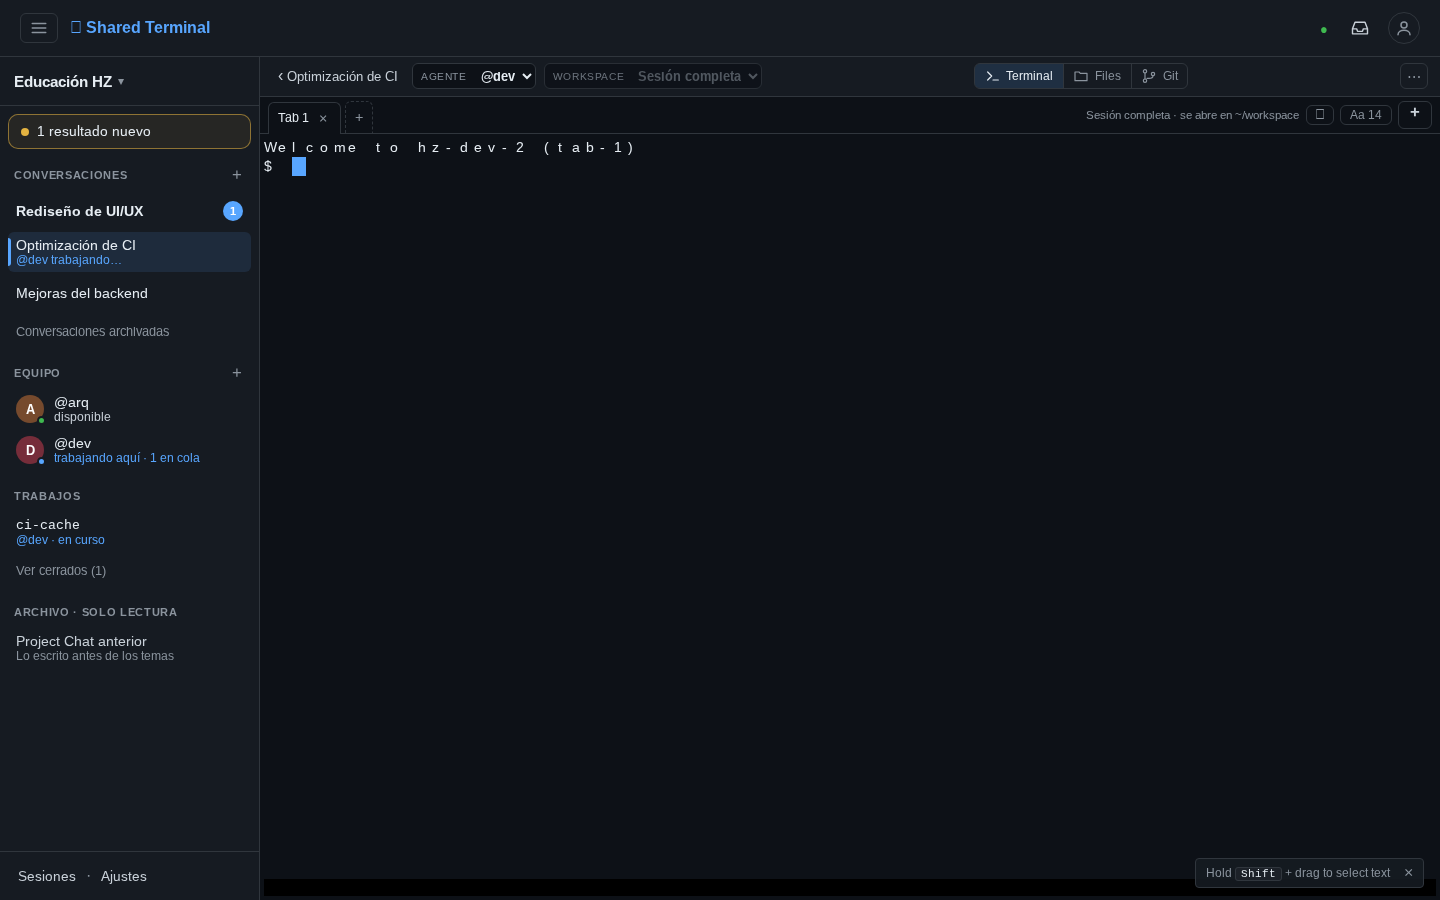 Shared Terminal
Educación HZ
1 resultado nuevo
CONVERSACIONES +
Rediseño de UI/UX 1
Optimización de CI
@dev trabajando…
Mejoras del backend
Conversaciones archivadas
EQUIPO +
A @arq
disponible
D @dev
trabajando aquí · 1 en cola
TRABAJOS
ci-cache
@dev · en curso
Ver cerrados (1)
ARCHIVO · SOLO LECTURA
Project Chat anterior
Lo escrito antes de los temas
Sesiones · Ajustes
‹ Optimización de CI AGENTE @dev WORKSPACE Sesión completa Terminal Files Git ⋯
Tab 1 × + Sesión completa · se abre en ~/workspace Aa 14 +
Welcome to hz-dev-2 (tab-1)
$
Hold Shift + drag to select text ×